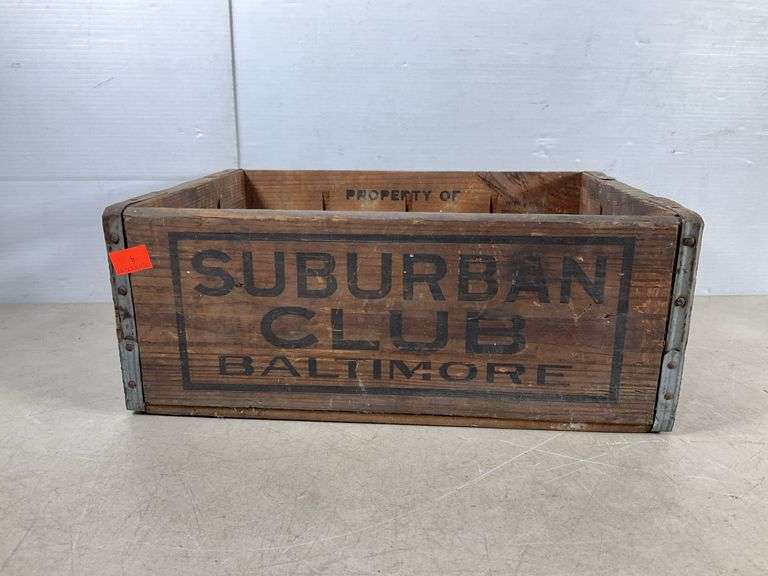 PROPERTY OF
SUBURBAN
CLUB
BALTIMORE